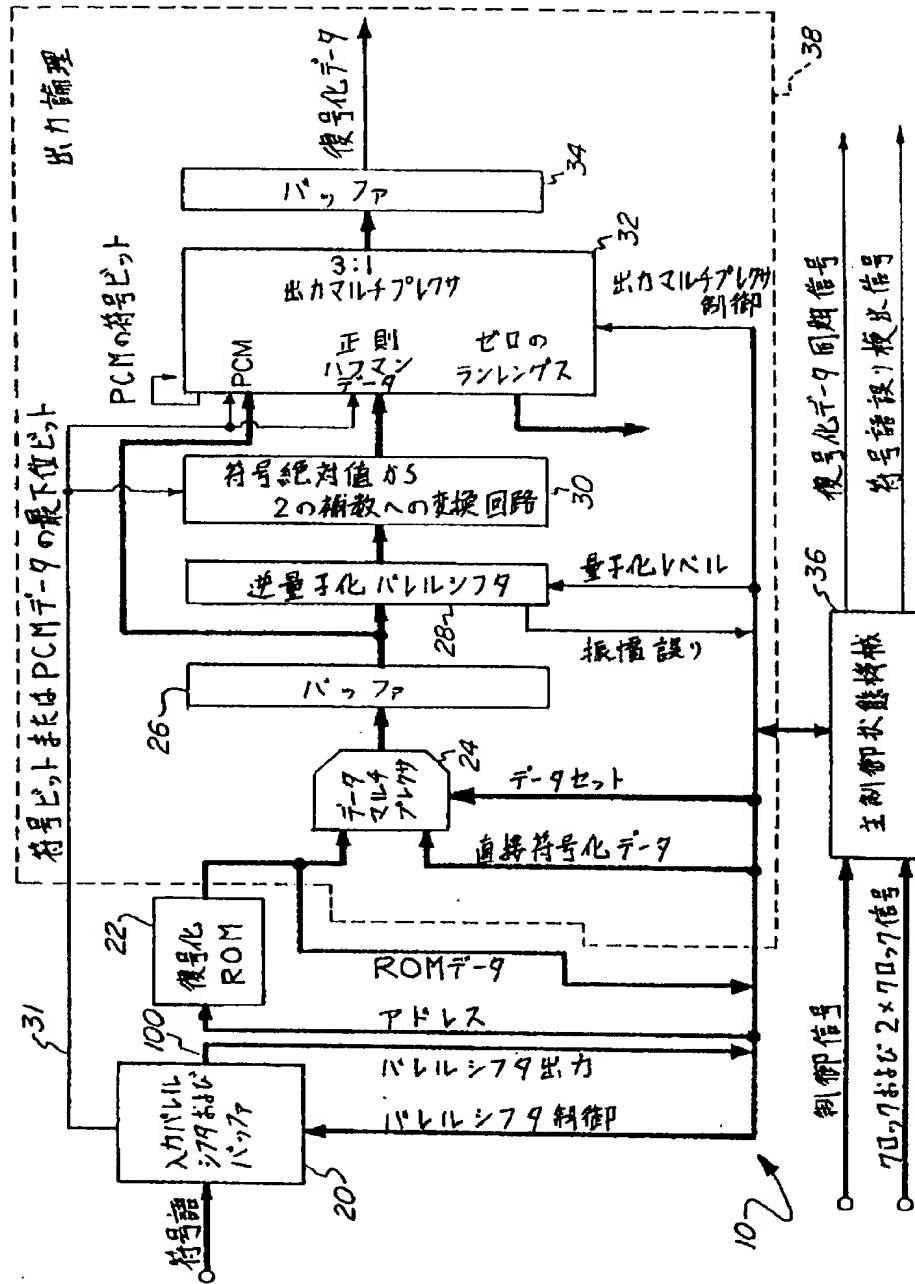 出力論理
38
符号ビットまたはPCMデータの最下位ビット
PCMの符号ビット
31
符号語
入力バレル
シフタおよび
バッファ
20
100
復号化
ROM
22
データ
マルチ
プレクサ
24
バッファ
26
逆量子化バレルシフタ
28
符号絶対値から
2の補数への変換回路
30
PCM
3:1
出力マルチプレクサ
正則
ハフマン
データ
ゼロの
ランレングス
32
バッファ
34
復号化データ
出力マルチプレクサ
制御
量子化レベル
振幅誤り
データセット
直接符号化データ
ROMデータ
アドレス
バレルシフタ出力
バレルシフタ制御
10
制御信号
クロックおよび2×クロック信号
主制御状態機械
36
復号化データ同期信号
符号語誤り検出信号